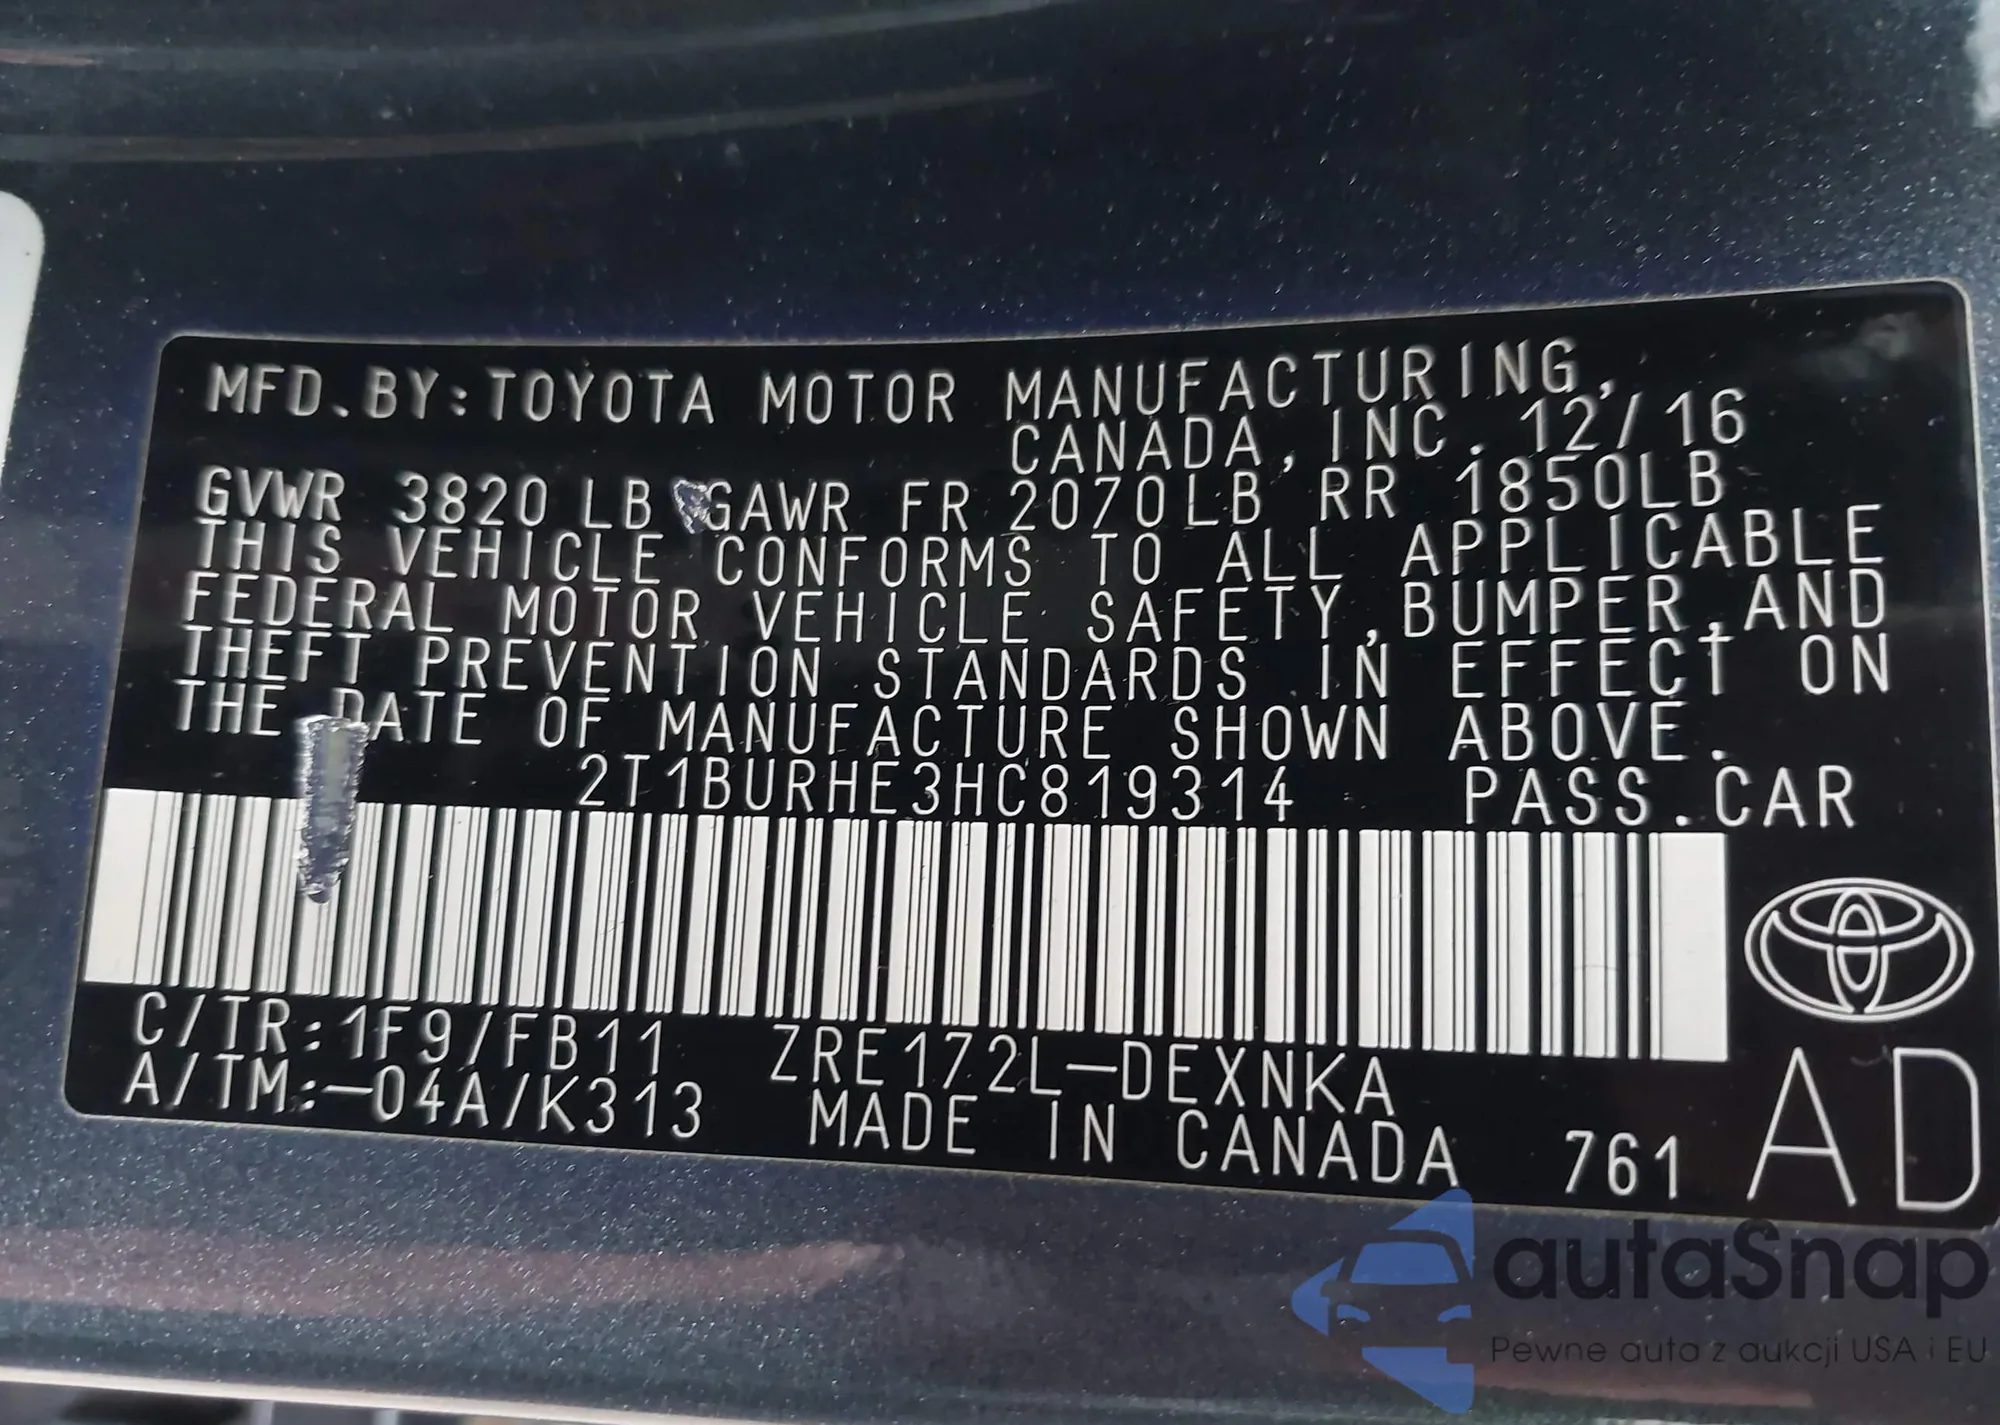 MFD.BY:TOYOTA MOTOR MANUFACTURING,
CANADA, INC. 12/16
GVWR 3820 LB GAWR FR 2070LB RR 1850LB
THIS VEHICLE CONFORMS TO ALL APPLICABLE
FEDERAL MOTOR VEHICLE SAFETY,BUMPER,AND
THEFT PREVENTION STANDARDS IN EFFECT ON
THE DATE OF MANUFACTURE SHOWN ABOVE.
2T1BURHE3HC819314 PASS.CAR
C/TR:1F9/FB11 ZRE172L-DEXNKA
A/TM:-04A/K313 MADE IN CANADA 761 AD
autaSnap
Pewne auta z aukcji USA i EU